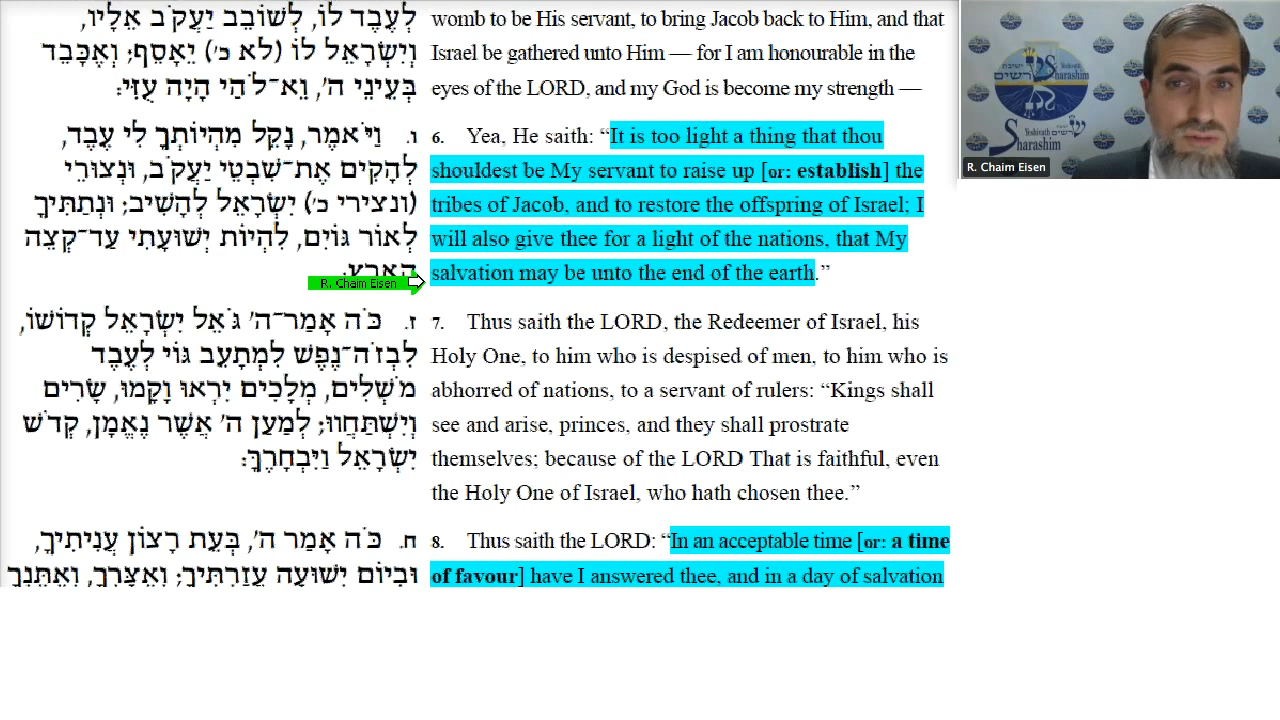 לְעֶבֶד לוֹ, לְשׁוֹבֵב יַעֲקֹב אֵלָיו,
וְיִשְׂרָאֵל לוֹ (לא כ׳) יֵאָסֵף; וְאֶכָּבֵד
בְּעֵינֵי ה׳, וֵא־לֹהַי הָיָה עֻזִּי:
ו. וַיֹּאמֶר, נָקֵל מִהְיוֹתְךָ לִי עֶבֶד,
לְהָקִים אֶת־שִׁבְטֵי יַעֲקֹב, וּנְצוּרֵי
(ונצירי כ׳) יִשְׂרָאֵל לְהָשִׁיב; וּנְתַתִּיךָ
לְאוֹר גּוֹיִם, לִהְיוֹת יְשׁוּעָתִי עַד־קְצֵה
הָאָרֶץ:
ז. כֹּה אָמַר־ה׳ גֹּאֵל יִשְׂרָאֵל קְדוֹשׁוֹ,
לִבְזֹה־נֶפֶשׁ לִמְתָעֵב גּוֹי לְעֶבֶד
מֹשְׁלִים, מְלָכִים יִרְאוּ וָקָמוּ, שָׂרִים
וְיִשְׁתַּחֲווּ; לְמַעַן ה׳ אֲשֶׁר נֶאֱמָן, קְדֹשׁ
יִשְׂרָאֵל וַיִּבְחָרֶךָּ:
ח. כֹּה אָמַר ה׳, בְּעֵת רָצוֹן עֲנִיתִיךָ,
וּבְיוֹם יְשׁוּעָה עֲזַרְתִּיךָ; וְאֶצָּרְךָ, וְאֶתֶּנְךָ
womb to be His servant, to bring Jacob back to Him, and that
Israel be gathered unto Him — for I am honourable in the
eyes of the LORD, and my God is become my strength —
6. Yea, He saith: “It is too light a thing that thou
shouldest be My servant to raise up [or: establish] the
tribes of Jacob, and to restore the offspring of Israel; I
will also give thee for a light of the nations, that My
salvation may be unto the end of the earth.”
7. Thus saith the LORD, the Redeemer of Israel, his
Holy One, to him who is despised of men, to him who is
abhorred of nations, to a servant of rulers: “Kings shall
see and arise, princes, and they shall prostrate
themselves; because of the LORD That is faithful, even
the Holy One of Israel, who hath chosen thee.”
8. Thus saith the LORD: “In an acceptable time [or: a time
of favour] have I answered thee, and in a day of salvation
R. Chaim Eisen
ישיבת
שרשים
Yeshivath
Sharashim
Yeshivath
Sharashim
R. Chaim Eisen